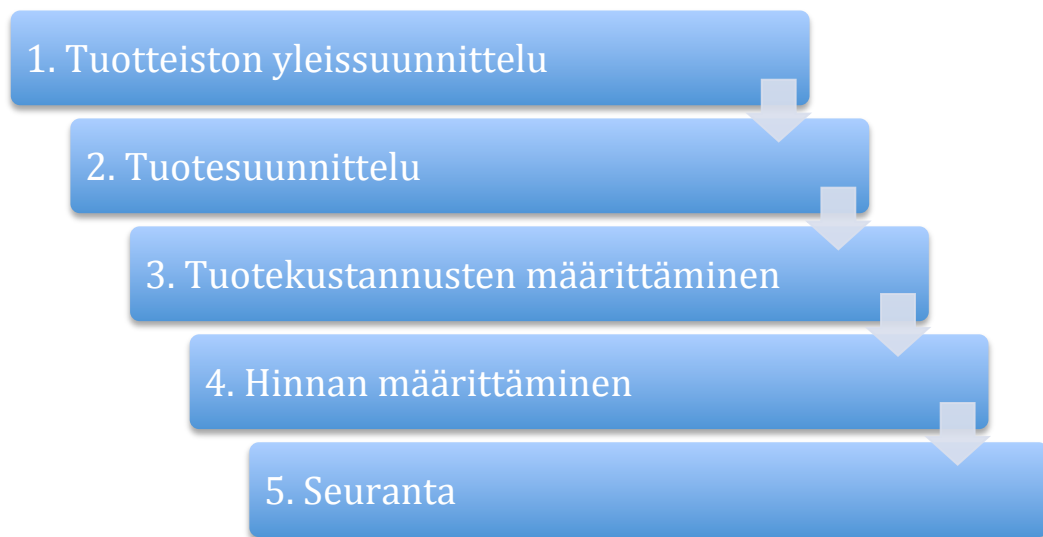 1. Tuotteiston yleissuunnittelu
2. Tuotesuunnittelu
3. Tuotekustannusten määrittäminen
4. Hinnan määrittäminen
5. Seuranta